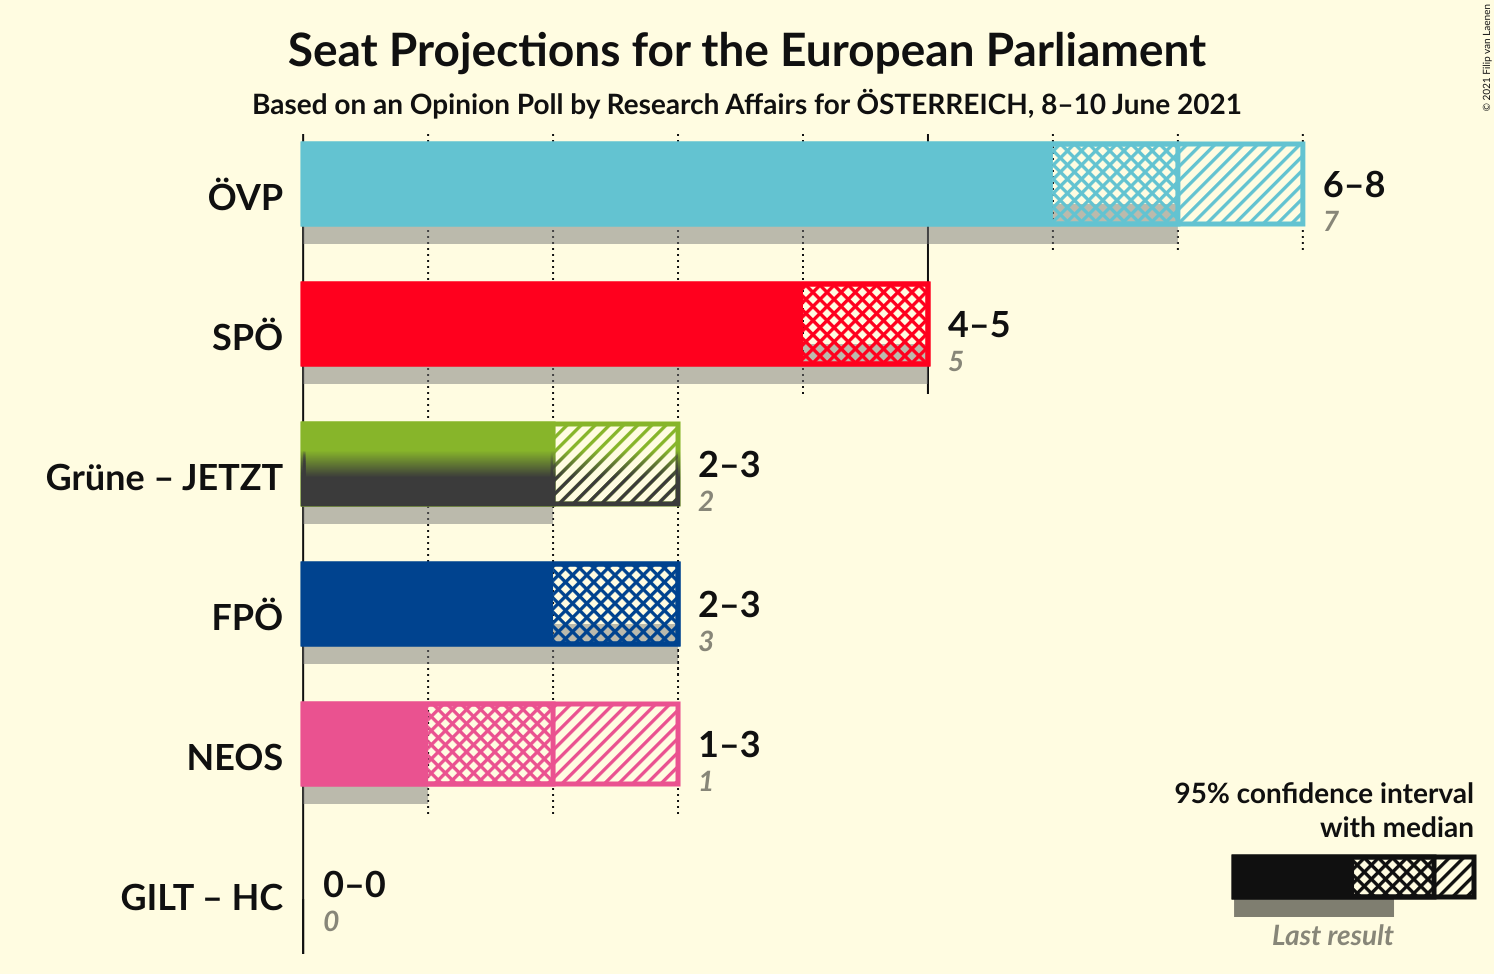 Seat Projections for the European Parliament
Based on an Opinion Poll by Research Affairs for ÖSTERREICH, 8–10 June 2021
© 2021 Filip van Laenen
ÖVP
6–8
7
SPÖ
4–5
5
Grüne – JETZT
2–3
2
FPÖ
2–3
3
NEOS
1–3
1
GILT – HC
0–0
0
95% confidence interval
with median
Last result